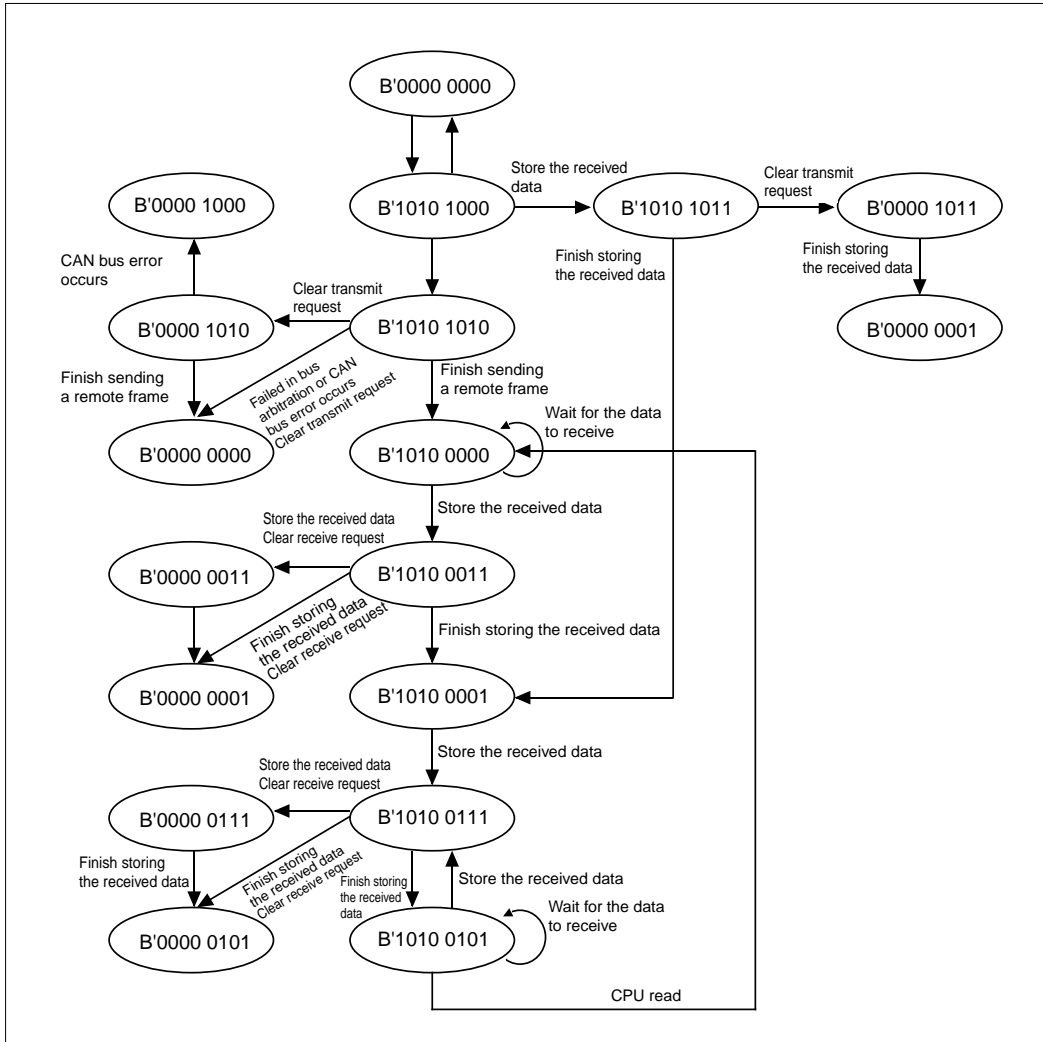 B'0000 0000
Store the received
data
Clear transmit
request
B'0000 1000
B'1010 1000
B'1010 1011
B'0000 1011
CAN bus error
occurs
Finish storing
the received data
Finish storing
the received data
Clear transmit
request
B'0000 1010
B'1010 1010
B'0000 0001
Finish sending
a remote frame
Failed in bus
arbitration or CAN
bus error occurs
Clear transmit request
Finish sending
a remote frame
Wait for the data
to receive
B'0000 0000
B'1010 0000
Store the received data
Store the received data
Clear receive request
B'0000 0011
B'1010 0011
Finish storing
the received data
Clear receive request
Finish storing the received data
B'0000 0001
B'1010 0001
Store the received data
Store the received data
Clear receive request
B'0000 0111
B'1010 0111
Finish storing
the received data
Finish storing
the received data
Clear receive request
Finish storing
the received
data
Store the received data
Wait for the data
to receive
B'0000 0101
B'1010 0101
CPU read